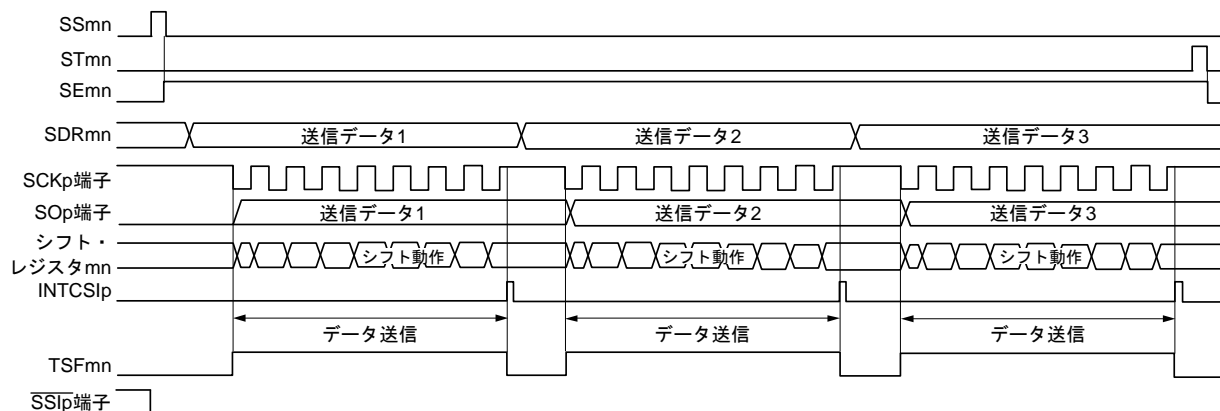 SSmn
STmn
SEmn
SDRmn 送信データ1 送信データ2 送信データ3
SCKp端子
SOp端子 送信データ1 送信データ2 送信データ3
シフト・
レジスタmn シフト動作 シフト動作 シフト動作
INTCSIp
データ送信 データ送信 データ送信
TSFmn
SSIp端子